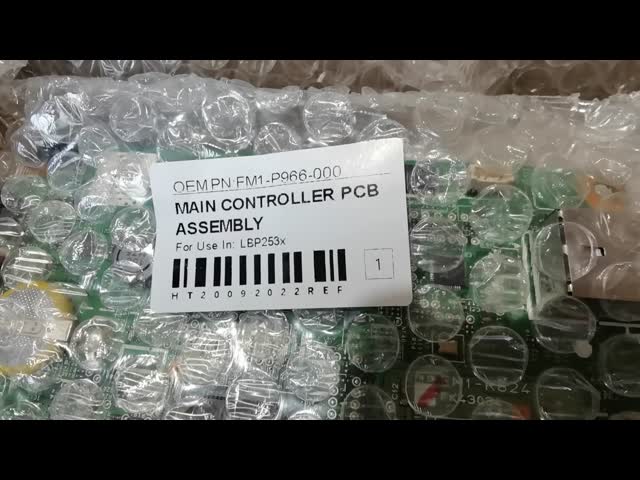 OEM PN:FM1-P966-000
MAIN CONTROLLER PCB
ASSEMBLY
For Use In: LBP253x
1
HT20092022REF